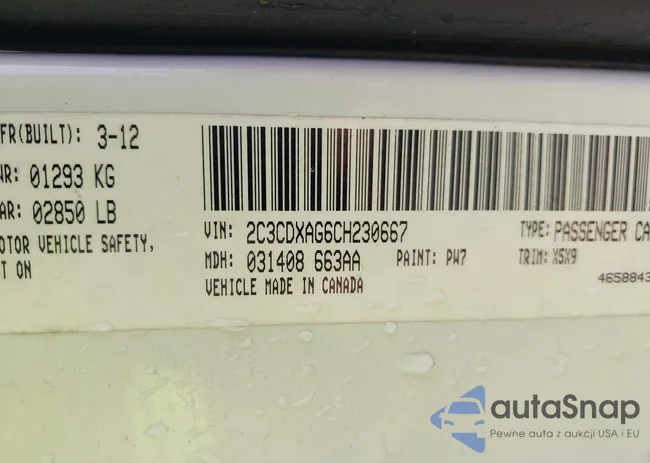 FR(BUILT): 3-12
WR: 01293 KG
AR: 02850 LB
OTOR VEHICLE SAFETY,
T ON
VIN: 2C3CDXAG6CH230667
TYPE: PASSENGER CA
MDH: 031408 663AA PAINT: PW7 TRIM: X5X9
VEHICLE MADE IN CANADA
4658843
autaSnap
Pewne auta z aukcji USA i EU